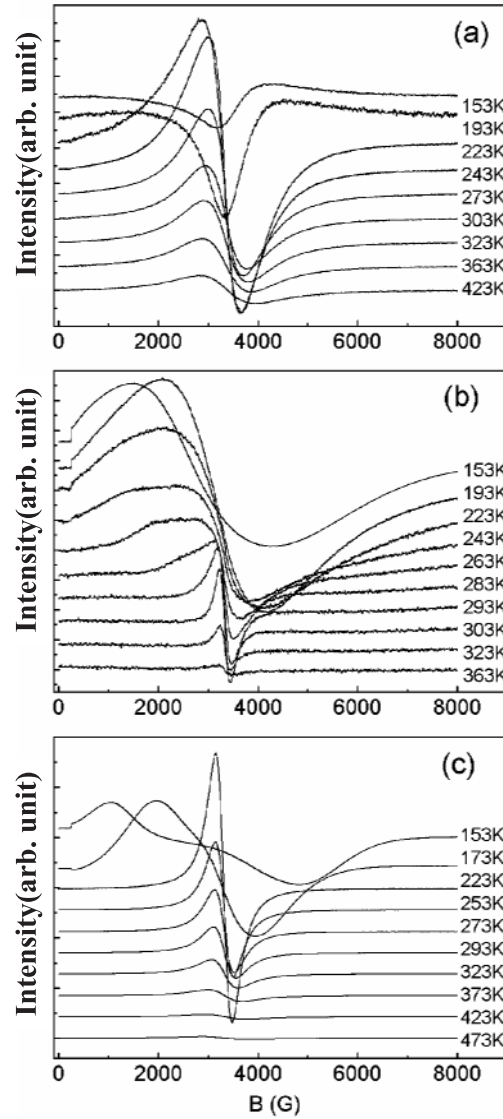 (a)
Intensity(arb. unit)
153K
193K
223K
243K
273K
303K
323K
363K
423K
0 2000 4000 6000 8000
(b)
Intensity(arb. unit)
153K
193K
223K
243K
263K
283K
293K
303K
323K
363K
0 2000 4000 6000 8000
(c)
Intensity(arb. unit)
153K
173K
223K
253K
273K
293K
323K
373K
423K
473K
0 2000 4000 6000 8000
B (G)